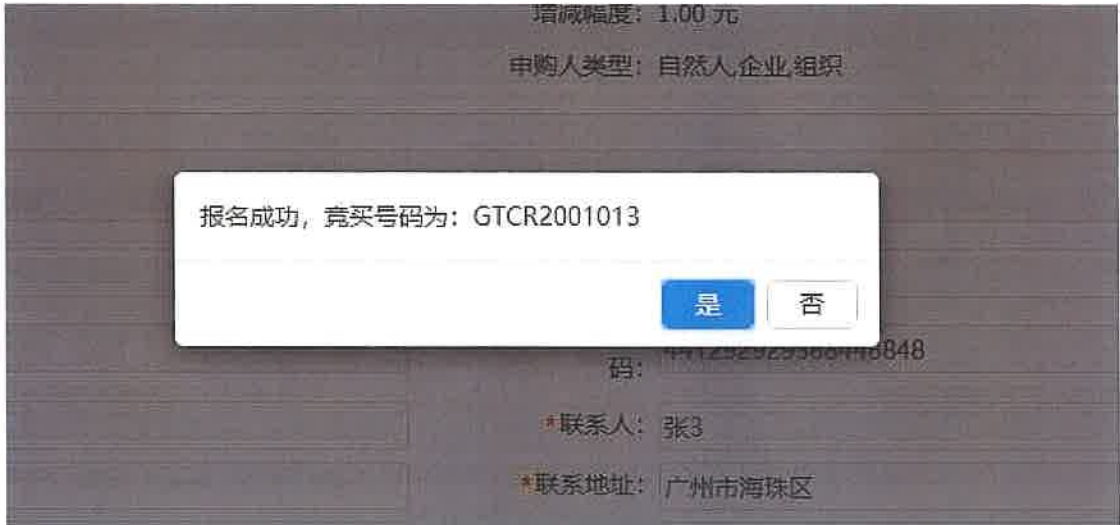 增减幅度：1.00 元
申购人类型：自然人,企业,组织
报名成功，竞买号码为：GTCR2001013
是
否
码：
*联系人：张3
*联系地址：广州市海珠区